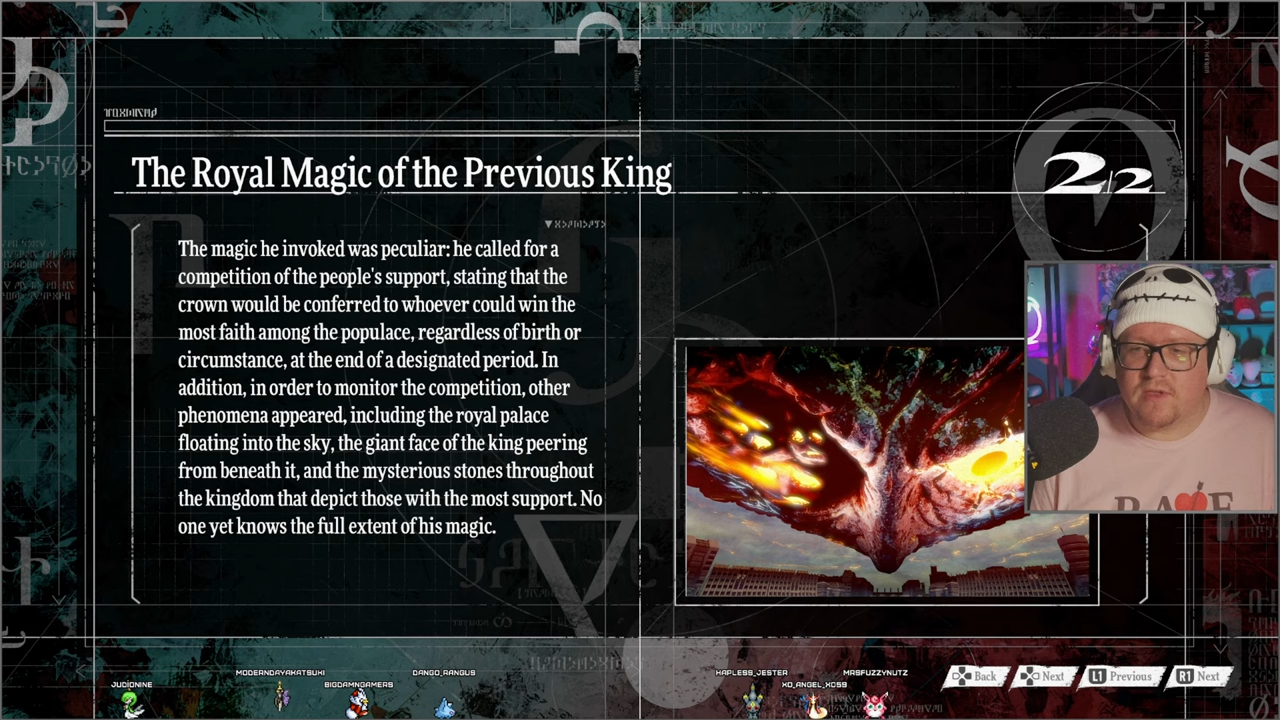 The Royal Magic of the Previous King
2/2
The magic he invoked was peculiar: he called for a
competition of the people's support, stating that the
crown would be conferred to whoever could win the
most faith among the populace, regardless of birth or
circumstance, at the end of a designated period. In
addition, in order to monitor the competition, other
phenomena appeared, including the royal palace
floating into the sky, the giant face of the king peering
from beneath it, and the mysterious stones throughout
the kingdom that depict those with the most support. No
one yet knows the full extent of his magic.
JUDIONINE
MODERNDAYAKATSUKI
BIGDAMNGAMERS
DANGO_RANGUS
HAPLESS_JESTER
XD_ANGEL_XD59
MRSFUZZYNUTZ
Back
Next
L1 Previous
R1 Next